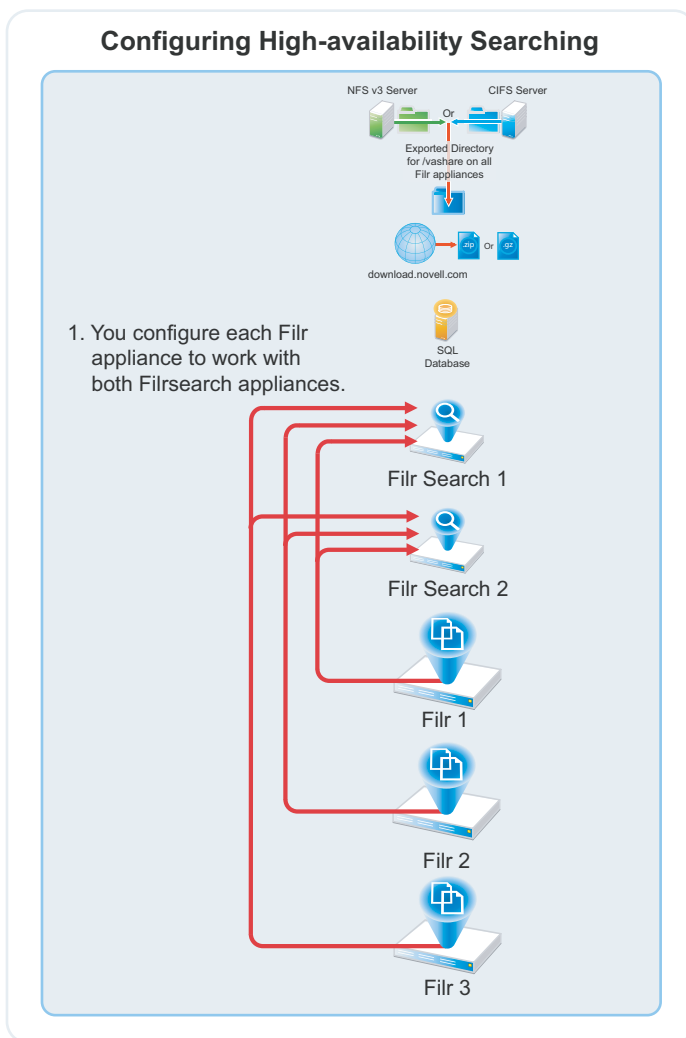 Configuring High-availability Searching
NFS v3 Server
CIFS Server
Or
Exported Directory
for /vashare on all
Filr appliances
.zip
Or
.gz
download.novell.com
SQL
Database
1. You configure each Filr
appliance to work with
both Filrsearch appliances.
Filr Search 1
Filr Search 2
Filr 1
Filr 2
Filr 3